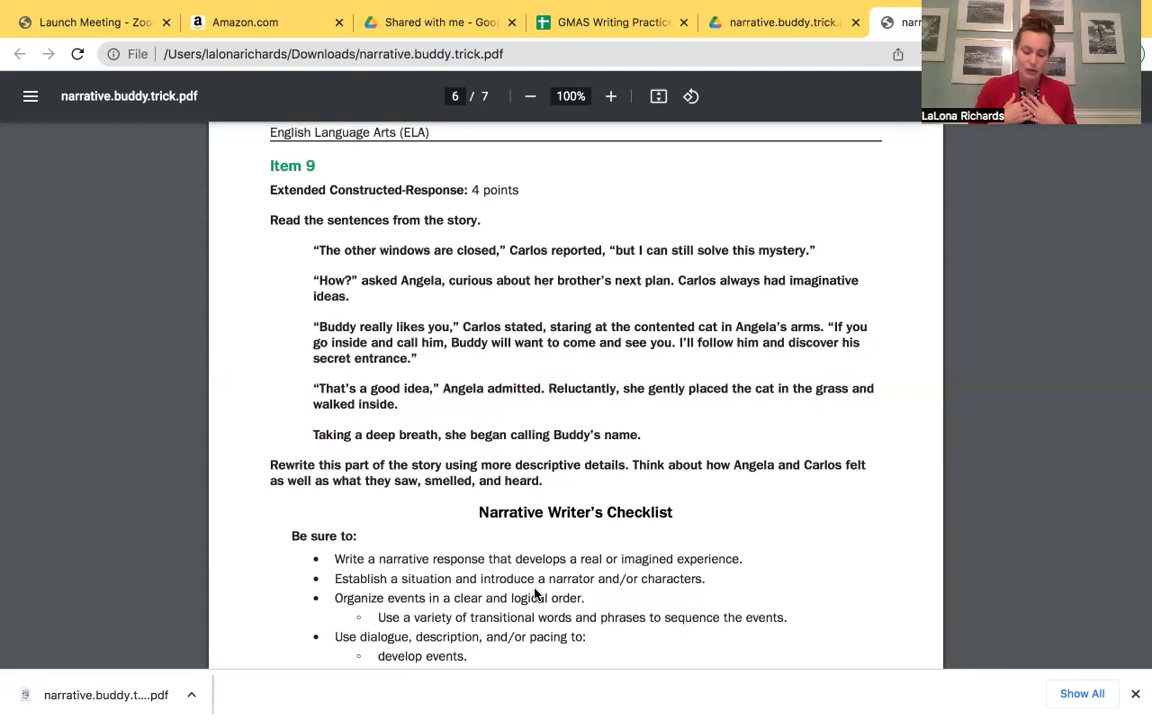 Launch Meeting - Zoo
Amazon.com
Shared with me - Goo
GMAS Writing Practice
narrative.buddy.trick.p
narr
File
/Users/lalonarichards/Downloads/narrative.buddy.trick.pdf
narrative.buddy.trick.pdf
6 / 7
100%
LaLona Richards
English Language Arts (ELA)
Item 9
Extended Constructed-Response: 4 points
Read the sentences from the story.
“The other windows are closed,” Carlos reported, “but I can still solve this mystery.”
“How?” asked Angela, curious about her brother’s next plan. Carlos always had imaginative
ideas.
“Buddy really likes you,” Carlos stated, staring at the contented cat in Angela’s arms. “If you
go inside and call him, Buddy will want to come and see you. I’ll follow him and discover his
secret entrance.”
“That’s a good idea,” Angela admitted. Reluctantly, she gently placed the cat in the grass and
walked inside.
Taking a deep breath, she began calling Buddy’s name.
Rewrite this part of the story using more descriptive details. Think about how Angela and Carlos felt
as well as what they saw, smelled, and heard.
Narrative Writer’s Checklist
Be sure to:
• Write a narrative response that develops a real or imagined experience.
• Establish a situation and introduce a narrator and/or characters.
• Organize events in a clear and logical order.
◦ Use a variety of transitional words and phrases to sequence the events.
• Use dialogue, description, and/or pacing to:
◦ develop events.
narrative.buddy.t....pdf
Show All